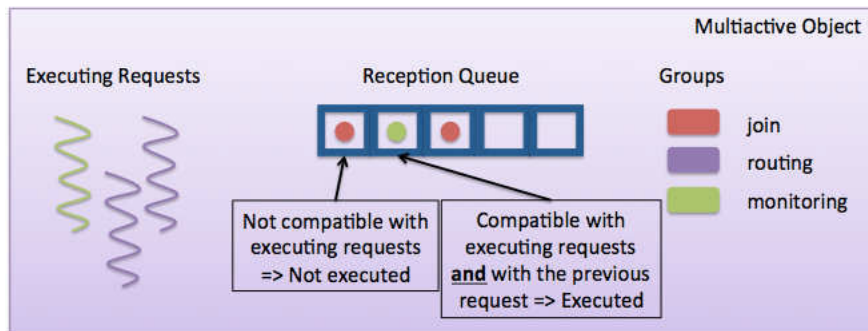 Multiactive Object
Executing Requests
Reception Queue
Groups
join
routing
monitoring
Not compatible with
executing requests
=> Not executed
Compatible with
executing requests
and with the previous
request => Executed